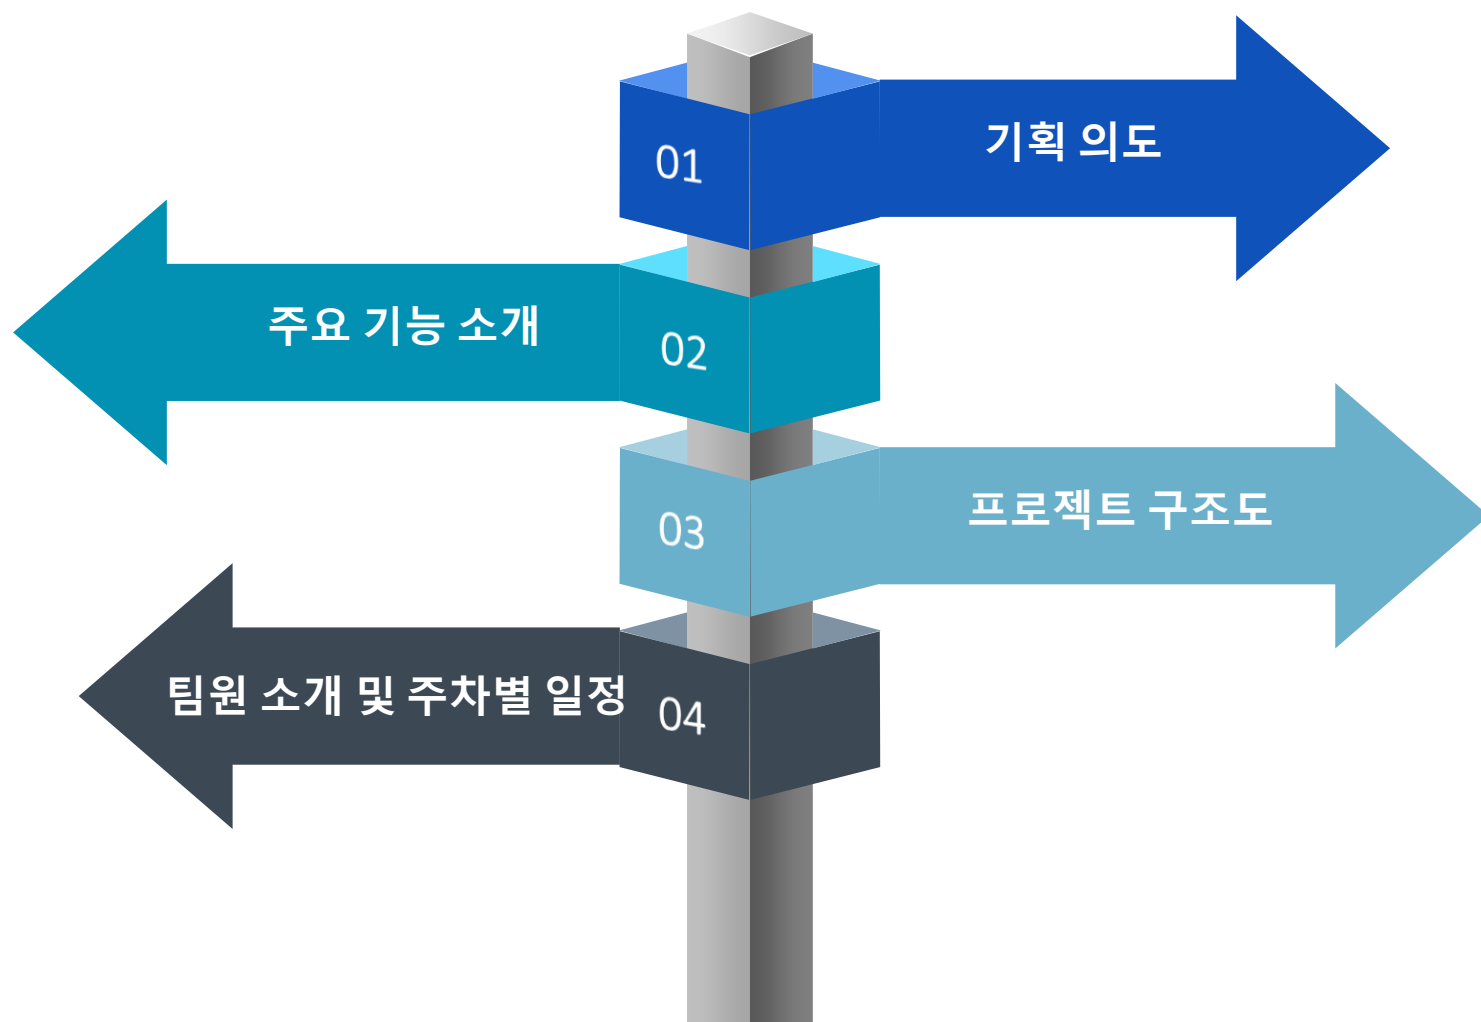 01
기획 의도
주요 기능 소개
02
03
프로젝트 구조도
팀원 소개 및 주차별 일정
04